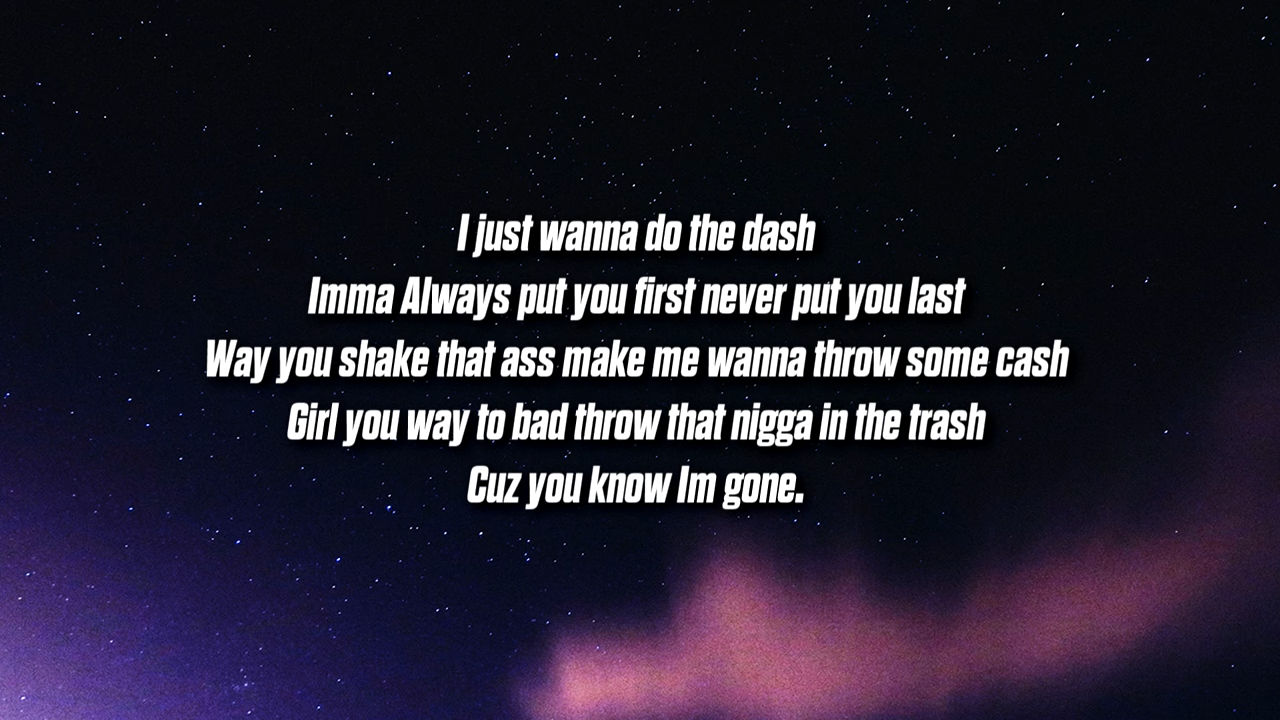 I just wanna do the dash
Imma Always put you first never put you last
Way you shake that ass make me wanna throw some cash
Girl you way to bad throw that nigga in the trash
Cuz you know Im gone.